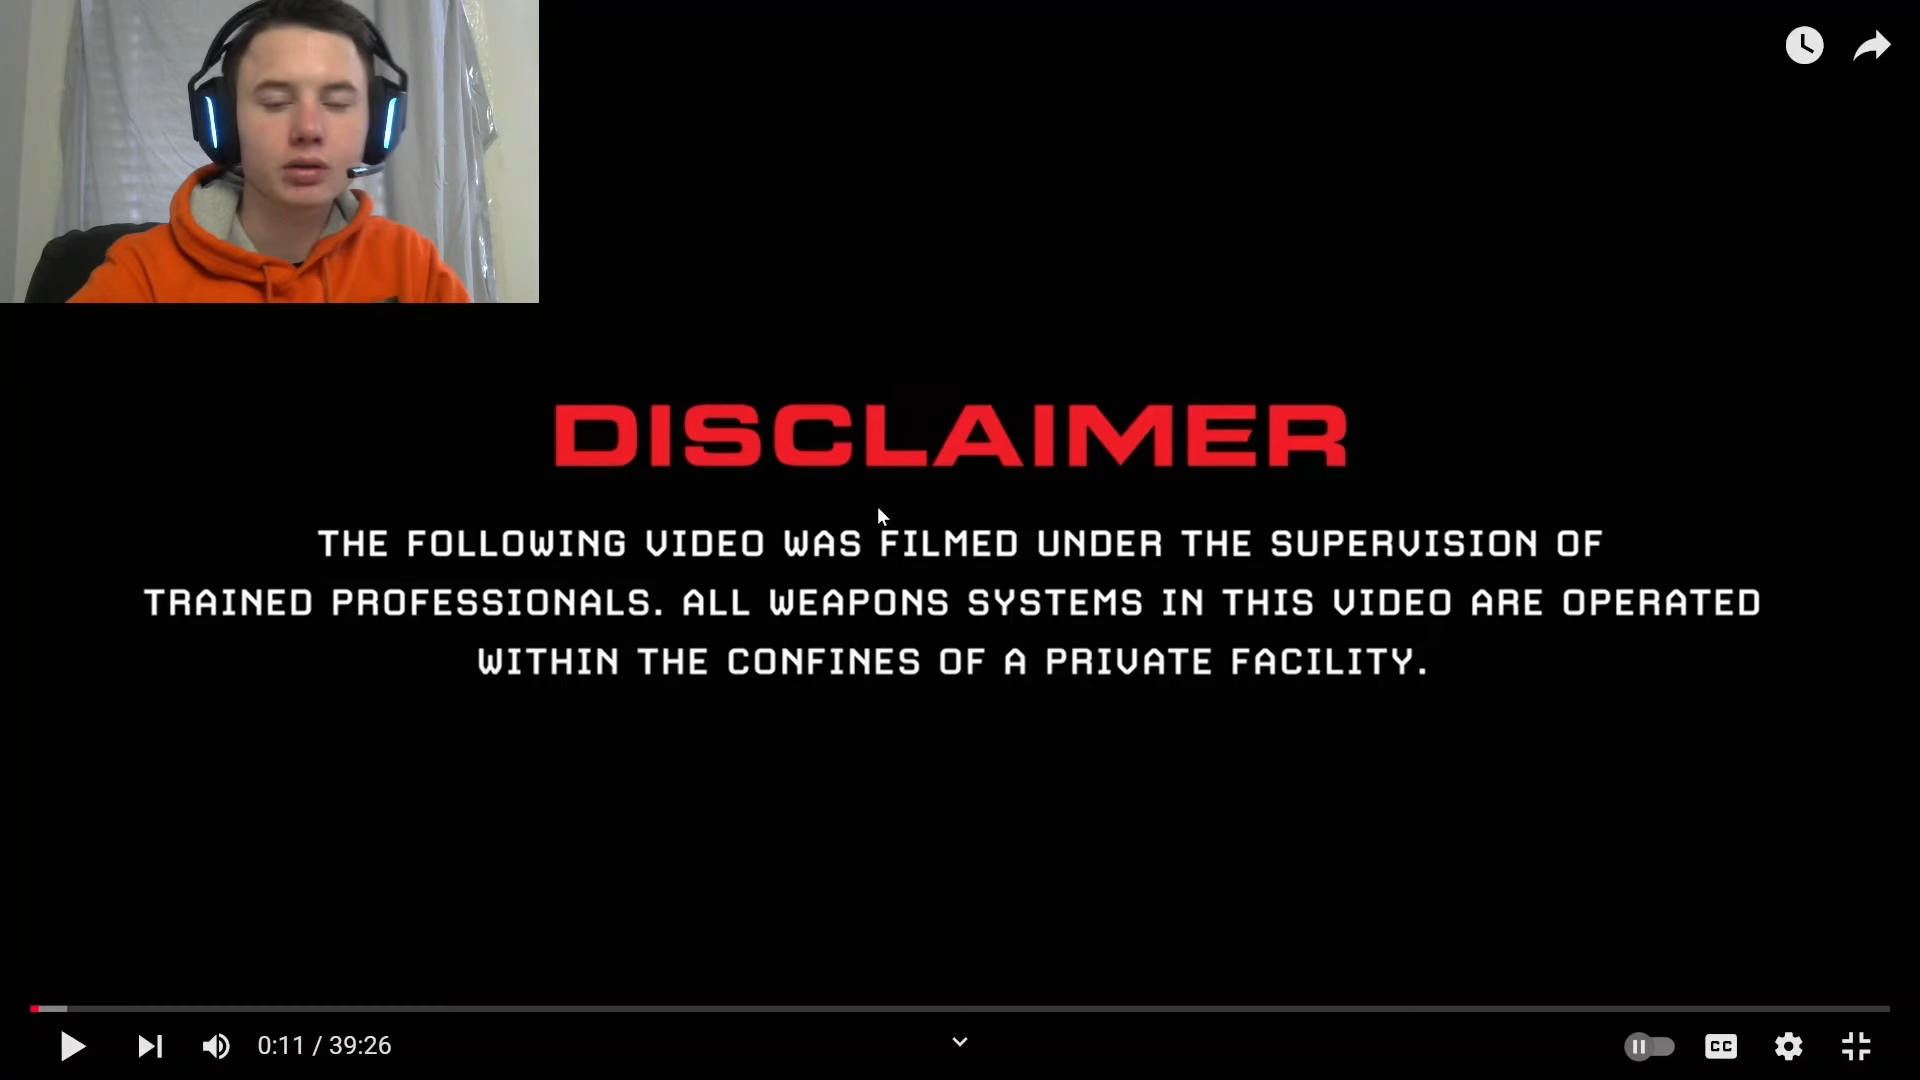 DISCLAIMER
THE FOLLOWING VIDEO WAS FILMED UNDER THE SUPERVISION OF
TRAINED PROFESSIONALS. ALL WEAPONS SYSTEMS IN THIS VIDEO ARE OPERATED
WITHIN THE CONFINES OF A PRIVATE FACILITY.
0:11 / 39:26
CC